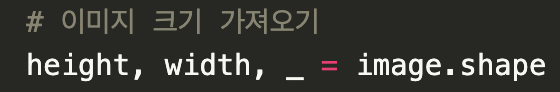 # 이미지 크기 가져오기
height, width, _ = image.shape